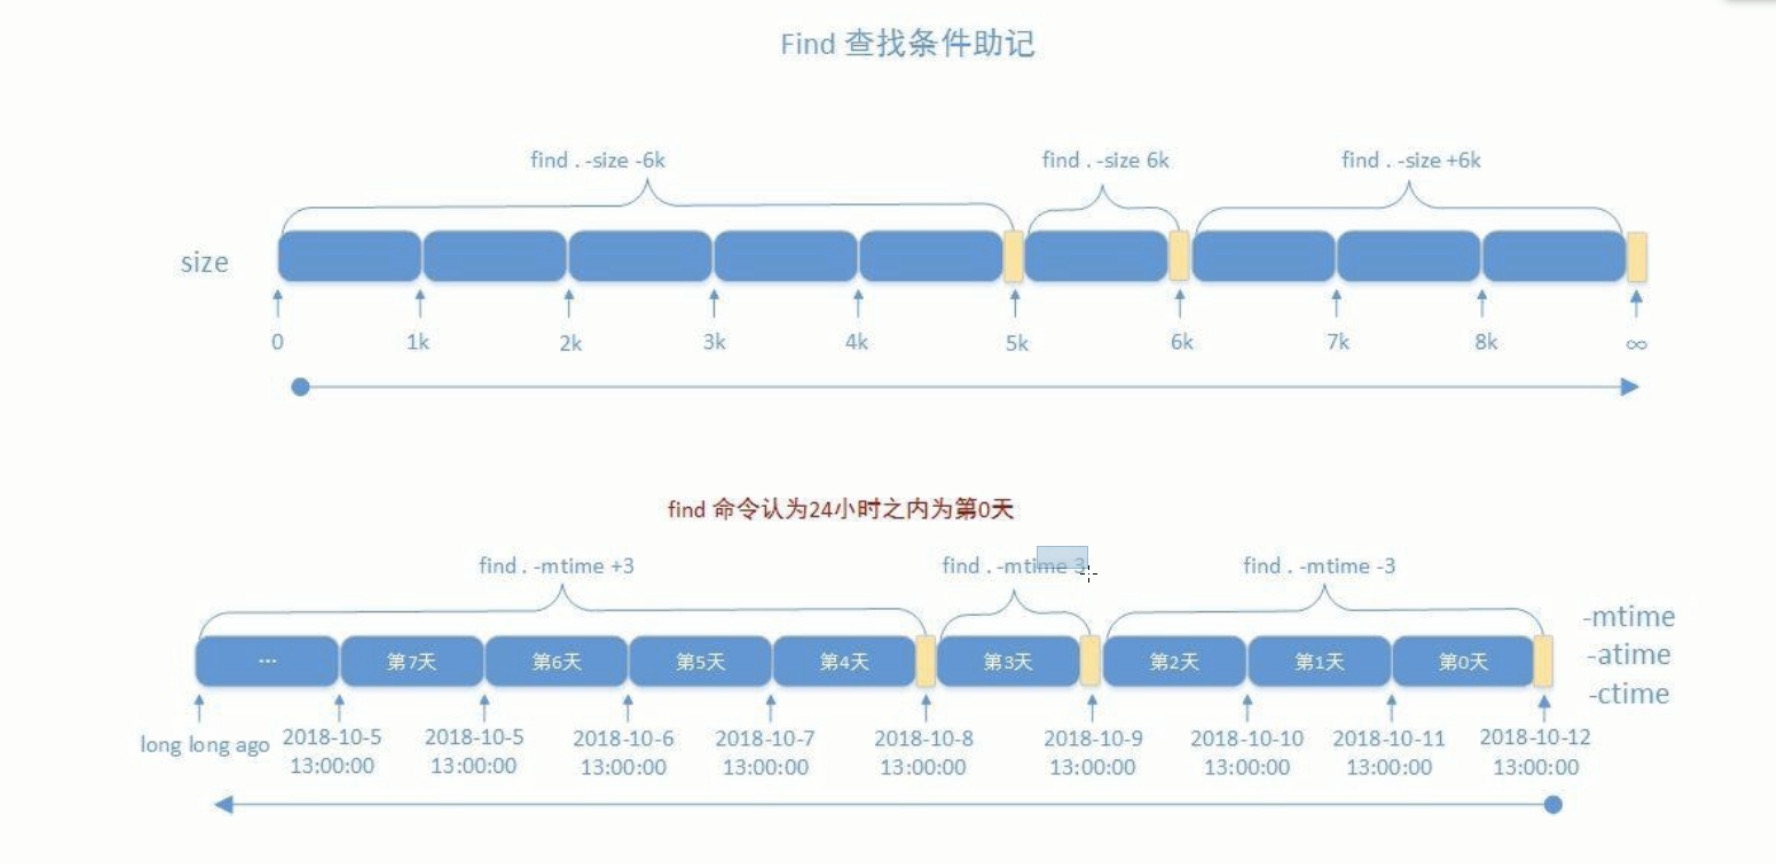 Find 查找条件助记
find . -size -6k
find . -size 6k
find . -size +6k
size
0
1k
2k
3k
4k
5k
6k
7k
8k
∞
find 命令认为24小时之内为第0天
find . -mtime +3
find . -mtime 3
find . -mtime -3
...
第7天
第6天
第5天
第4天
第3天
第2天
第1天
第0天
-mtime
-atime
-ctime
long long ago
2018-10-5
13:00:00
2018-10-5
13:00:00
2018-10-6
13:00:00
2018-10-7
13:00:00
2018-10-8
13:00:00
2018-10-9
13:00:00
2018-10-10
13:00:00
2018-10-11
13:00:00
2018-10-12
13:00:00